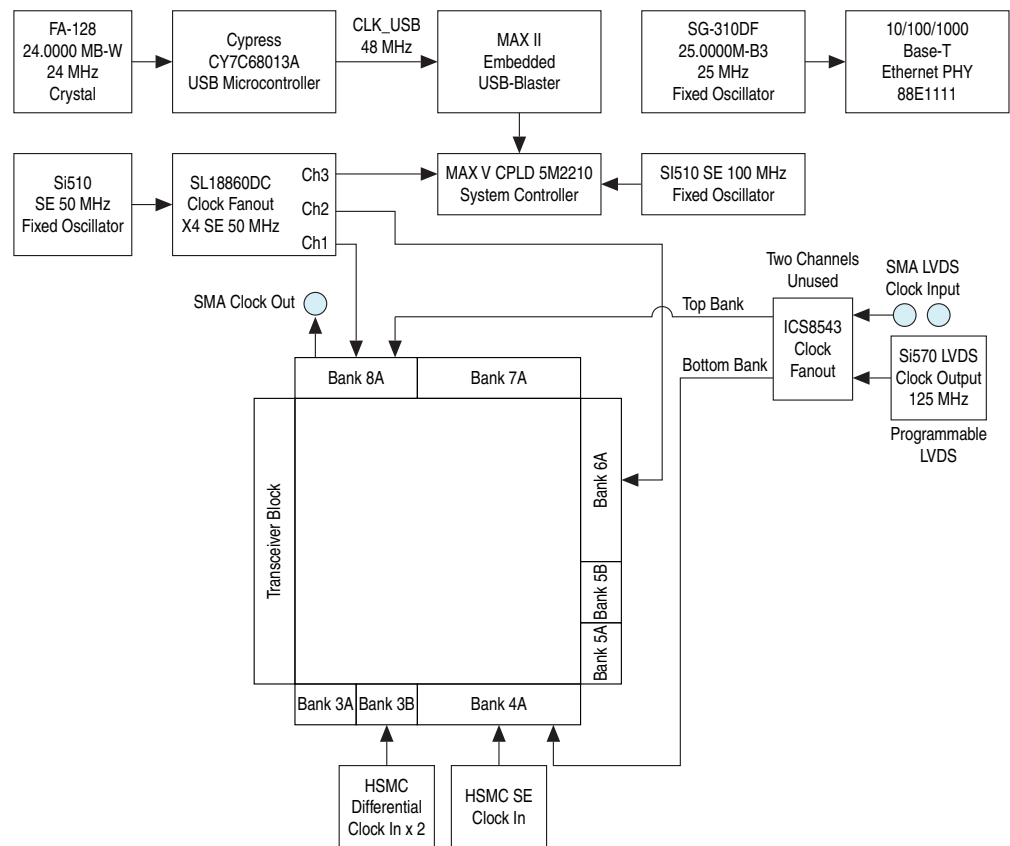 FA-128
24.0000 MB-W
24 MHz
Crystal
Cypress
CY7C68013A
USB Microcontroller
CLK_USB
48 MHz
MAX II
Embedded
USB-Blaster
SG-310DF
25.0000M-B3
25 MHz
Fixed Oscillator
10/100/1000
Base-T
Ethernet PHY
88E1111
Si510
SE 50 MHz
Fixed Oscillator
SL18860DC
Clock Fanout
X4 SE 50 MHz
Ch3
Ch2
Ch1
MAX V CPLD 5M2210
System Controller
SI510 SE 100 MHz
Fixed Oscillator
SMA Clock Out
Two Channels
Unused
SMA LVDS
Clock Input
Top Bank
ICS8543
Clock
Fanout
Bottom Bank
Si570 LVDS
Clock Output
125 MHz
Programmable
LVDS
Bank 8A
Bank 7A
Transceiver Block
Bank 6A
Bank 5B
Bank 5A
Bank 3A
Bank 3B
Bank 4A
HSMC
Differential
Clock In x 2
HSMC SE
Clock In